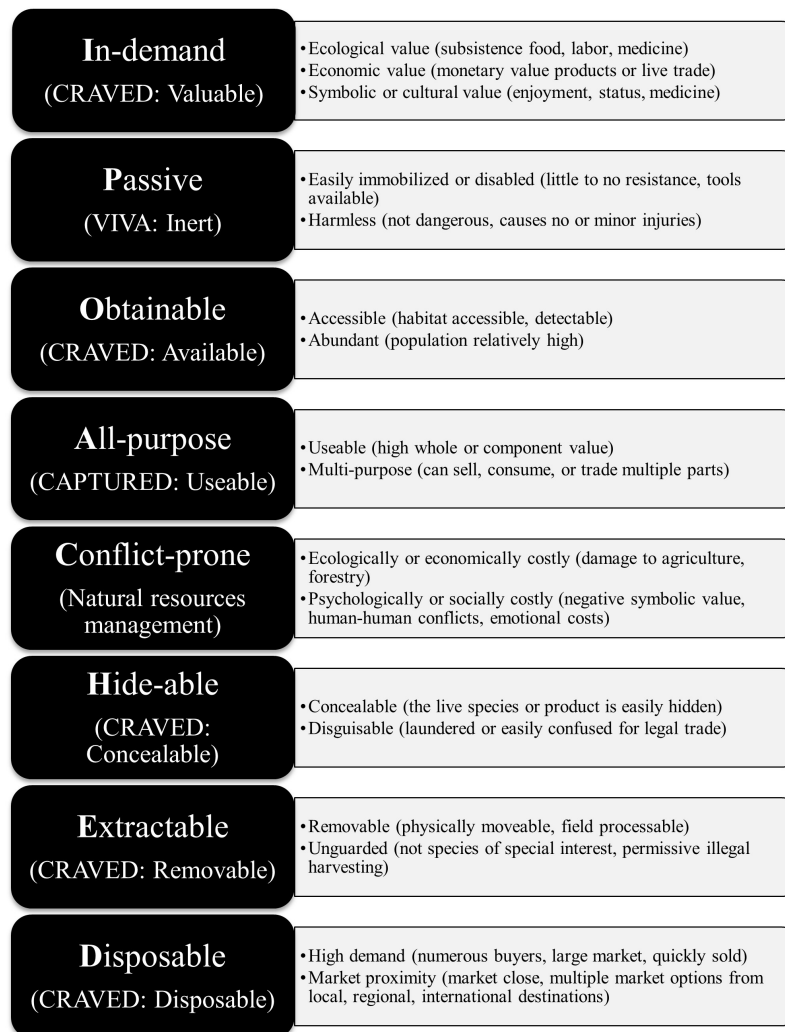 In-demand
(CRAVED: Valuable)
•Ecological value (subsistence food, labor, medicine)
•Economic value (monetary value products or live trade)
•Symbolic or cultural value (enjoyment, status, medicine)
Passive
(VIVA: Inert)
•Easily immobilized or disabled (little to no resistance, tools
available)
•Harmless (not dangerous, causes no or minor injuries)
Obtainable
(CRAVED: Available)
•Accessible (habitat accessible, detectable)
•Abundant (population relatively high)
All-purpose
(CAPTURED: Useable)
•Useable (high whole or component value)
•Multi-purpose (can sell, consume, or trade multiple parts)
Conflict-prone
(Natural resources
management)
•Ecologically or economically costly (damage to agriculture,
forestry)
•Psychologically or socially costly (negative symbolic value,
human-human conflicts, emotional costs)
Hide-able
(CRAVED:
Concealable)
•Concealable (the live species or product is easily hidden)
•Disguisable (laundered or easily confused for legal trade)
Extractable
(CRAVED: Removable)
•Removable (physically moveable, field processable)
•Unguarded (not species of special interest, permissive illegal
harvesting)
Disposable
(CRAVED: Disposable)
•High demand (numerous buyers, large market, quickly sold)
•Market proximity (market close, multiple market options from
local, regional, international destinations)